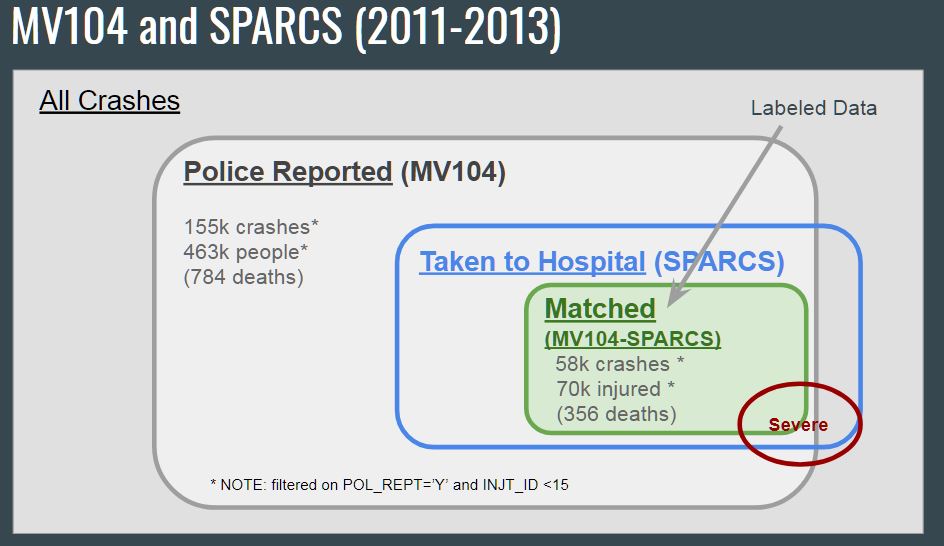 MV104 and SPARCS (2011-2013)
All Crashes
Labeled Data
Police Reported (MV104)
155k crashes*
463k people*
(784 deaths)
Taken to Hospital (SPARCS)
Matched
(MV104-SPARCS)
58k crashes *
70k injured *
(356 deaths)
Severe
* NOTE: filtered on POL_REPT='Y' and INJT_ID <15